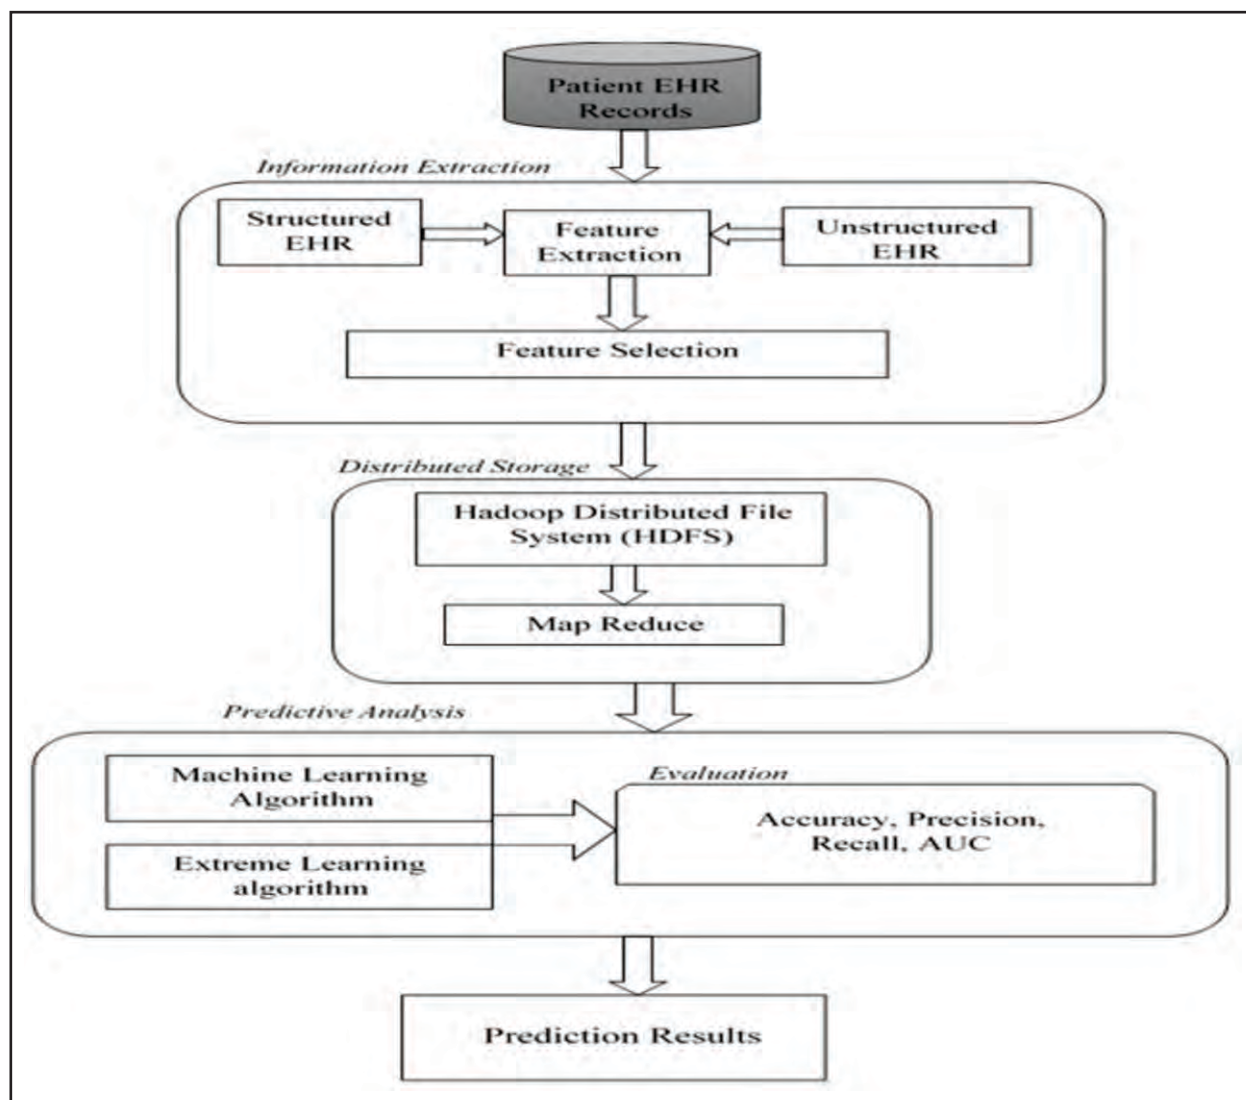 Patient EHR
Records
Information Extraction
Structured
EHR
Feature
Extraction
Unstructured
EHR
Feature Selection
Distributed Storage
Hadoop Distributed File
System (HDFS)
Map Reduce
Predictive Analysis
Machine Learning
Algorithm
Extreme Learning
algorithm
Evaluation
Accuracy, Precision,
Recall, AUC
Prediction Results